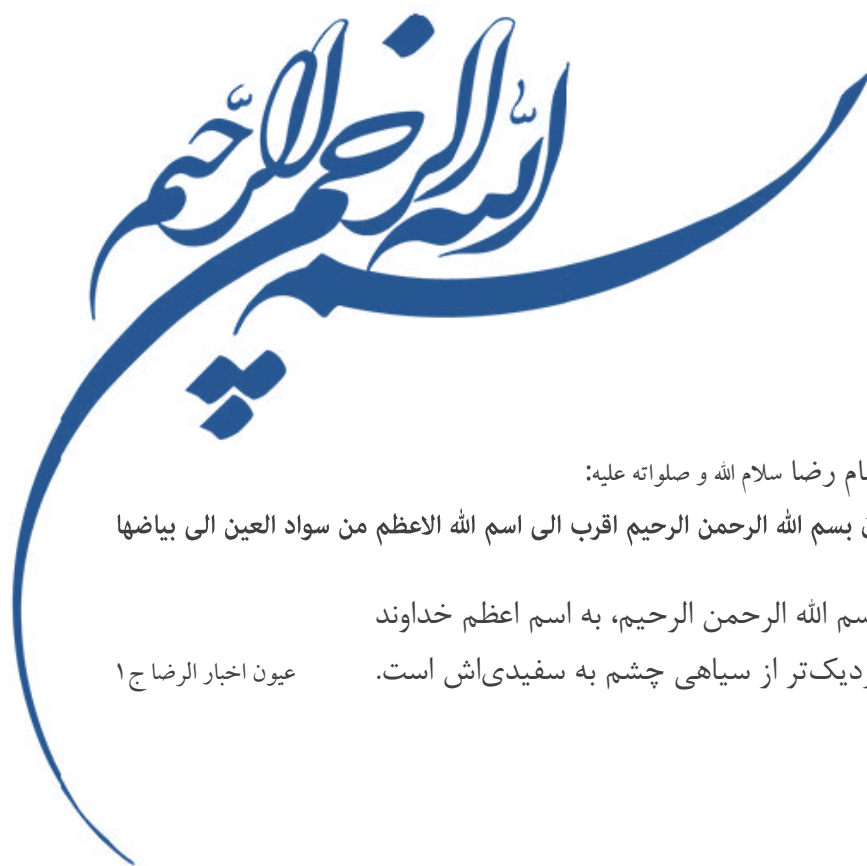 بسم الله الرحمن الرحیم
رضا سلام الله و صلواته علیه:
بسم الله الرحمن الرحیم اقرب الی اسم الله الاعظم من سواد العین الی بیاضها
الله الرحمن الرحیم، به اسم اعظم خداوند
از سیاهی چشم به سفیدی‌اش است.
عیون اخبار الرضا ج۱